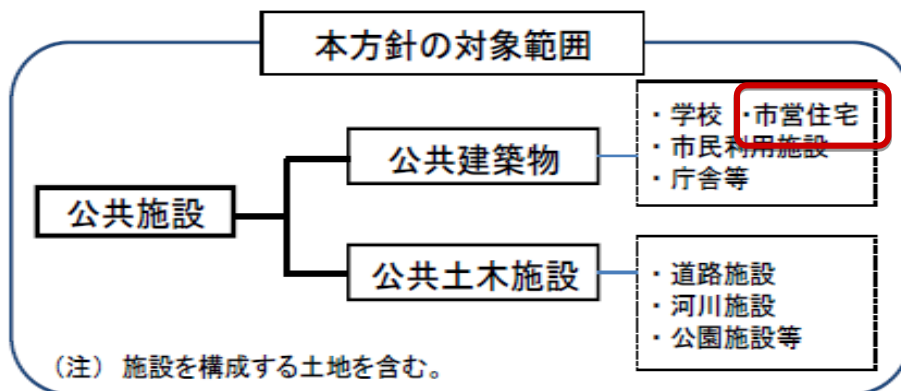 本方針の対象範囲
・学校 ・市営住宅
・市民利用施設
・庁舎等
公共建築物
公共施設
公共土木施設
・道路施設
・河川施設
・公園施設等
（注） 施設を構成する土地を含む。